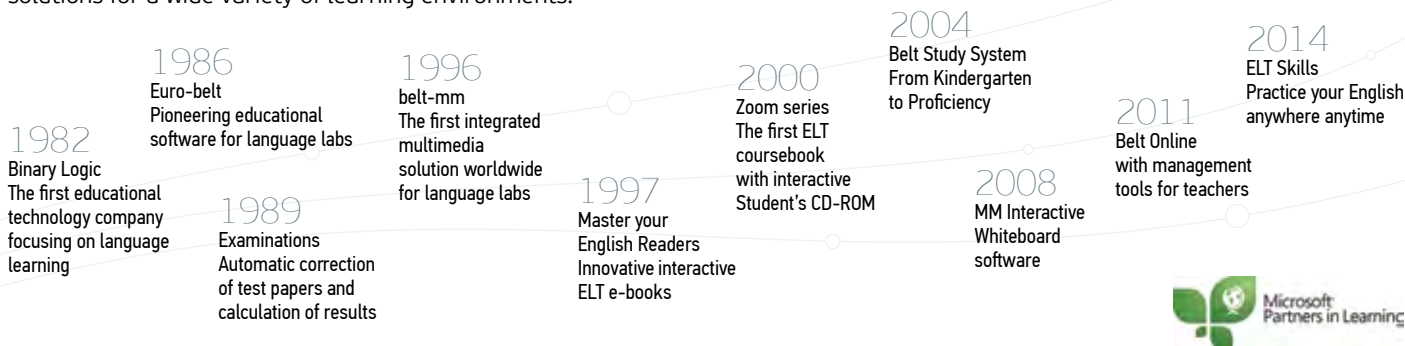 solutions for a wide variety of learning environments.
1982
Binary Logic
The first educational
technology company
focusing on language
learning
1986
Euro-belt
Pioneering educational
software for language labs
1989
Examinations
Automatic correction
of test papers and
calculation of results
1996
belt-mm
The first integrated
multimedia
solution worldwide
for language labs
1997
Master your
English Readers
Innovative interactive
ELT e-books
2000
Zoom series
The first ELT
coursebook
with interactive
Student's CD-ROM
2004
Belt Study System
From Kindergarten
to Proficiency
2008
MM Interactive
Whiteboard
software
2011
Belt Online
with management
tools for teachers
2014
ELT Skills
Practice your English
anywhere anytime
Microsoft
Partners in Learning